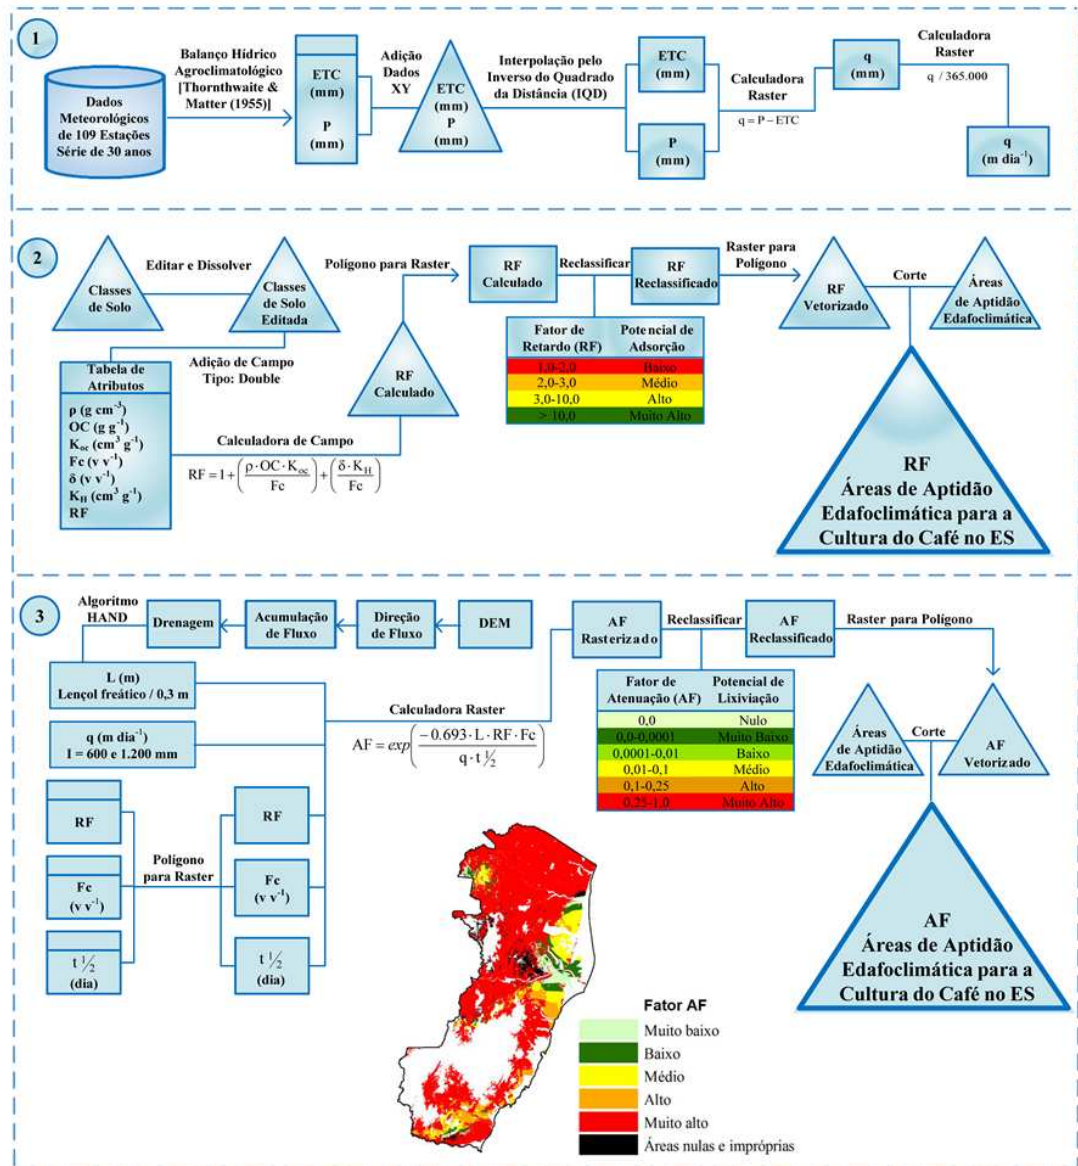 1
Dados
Meteorológicos
de 109 Estações
Série de 30 anos
Balanço Hídrico
Agroclimatológico
[Thornthwaite &
Matter (1955)]
ETC
(mm)
P
(mm)
Adição
Dados
XY
ETC
(mm)
P
(mm)
Interpolação pelo
Inverso do Quadrado
da Distância (IQD)
ETC
(mm)
P
(mm)
Calculadora
Raster
q = P − ETC
q
(mm)
Calculadora
Raster
q / 365.000
q
(m dia⁻¹)
2
Classes
de Solo
Editar e Dissolver
Classes
de Solo
Editada
Adição de Campo
Tipo: Double
Tabela de
Atributos
ρ (g cm⁻³)
OC (g g⁻¹)
Koc (cm³ g⁻¹)
Fc (v v⁻¹)
δ (v v⁻¹)
KH (cm³ g⁻¹)
RF
Calculadora de Campo
RF = 1 + (ρ·OC·Koc / Fc) + (δ·KH / Fc)
RF
Calculado
Polígono para Raster
RF
Calculado
Reclassificar
RF
Reclassificado
Fator de Retardo (RF) Potencial de Adsorção
1,0-2,0 Baixo
2,0-3,0 Médio
3,0-10,0 Alto
> 10,0 Muito Alto
Raster para
Polígono
RF
Vetorizado
Corte
Áreas
de Aptidão
Edafoclimática
RF
Áreas de Aptidão
Edafoclimática para a
Cultura do Café no ES
3
Algoritmo
HAND
Drenagem
Acumulação
de Fluxo
Direção
de Fluxo
DEM
L (m)
Lençol freático / 0,3 m
q (m dia⁻¹)
I = 600 e 1.200 mm
RF
Fc
(v v⁻¹)
t ½
(dia)
Polígono
para Raster
RF
Fc
(v v⁻¹)
t ½
(dia)
Calculadora Raster
AF = exp(−0.693·L·RF·Fc / q·t ½)
AF
Rasterizado
Reclassificar
AF
Reclassificado
Raster para Polígono
Fator de Atenuação (AF) Potencial de Lixiviação
0,0 Nulo
0,0-0,0001 Muito Baixo
0,0001-0,01 Baixo
0,01-0,1 Médio
0,1-0,25 Alto
0,25-1,0 Muito Alto
Áreas
de Aptidão
Edafoclimática
Corte
AF
Vetorizado
AF
Áreas de Aptidão
Edafoclimática para a
Cultura do Café no ES
Fator AF
Muito baixo
Baixo
Médio
Alto
Muito alto
Áreas nulas e impróprias